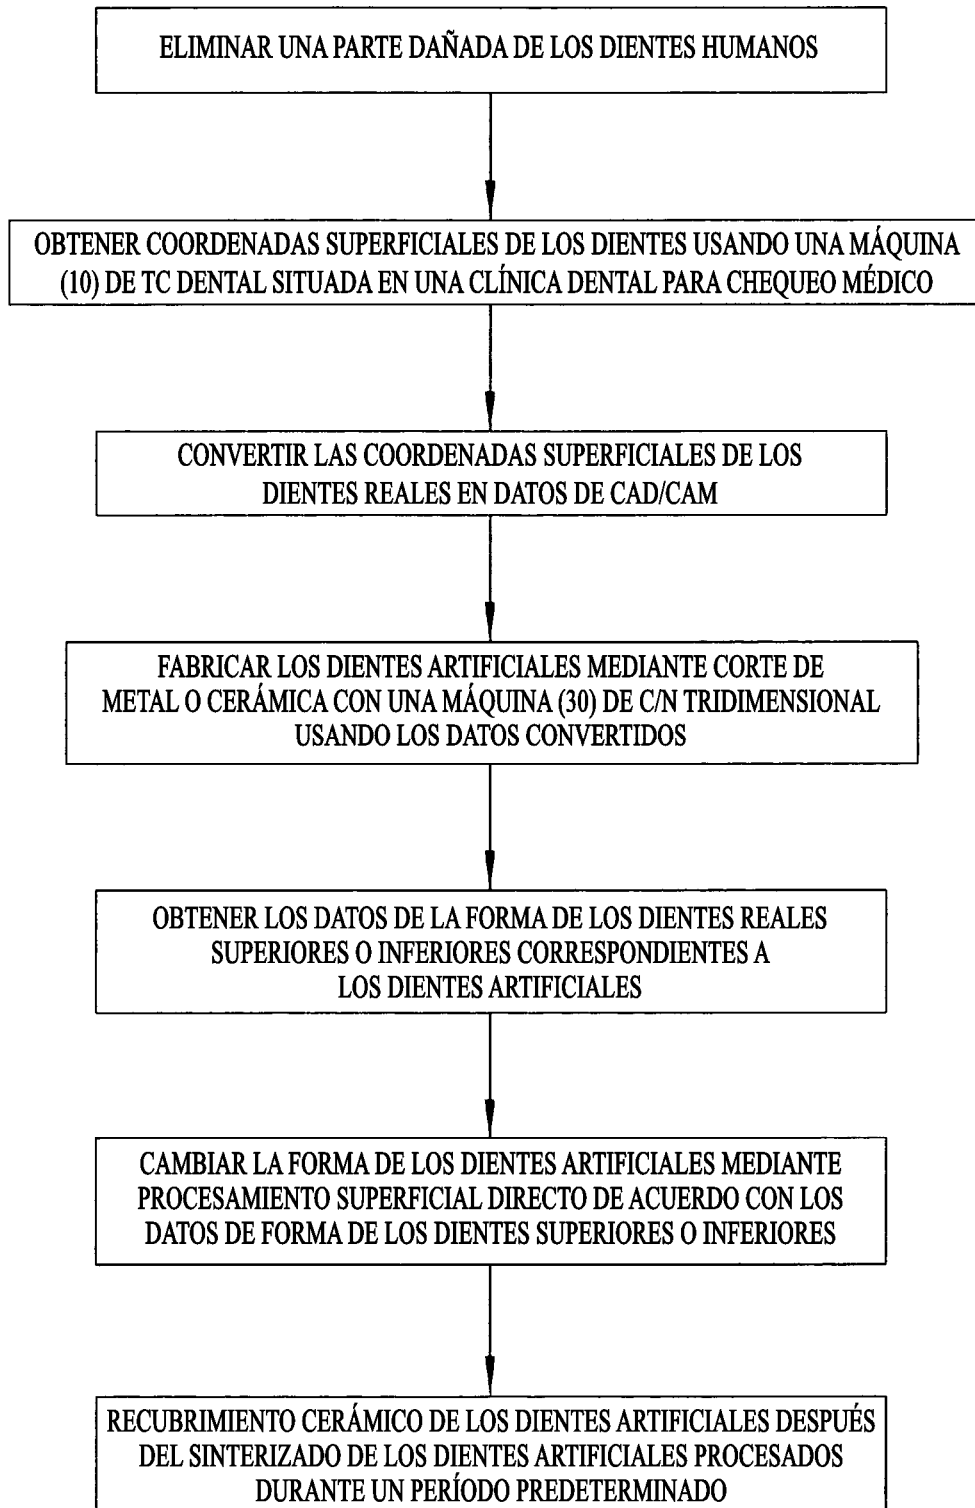 ELIMINAR UNA PARTE DAÑADA DE LOS DIENTES HUMANOS
OBTENER COORDENADAS SUPERFICIALES DE LOS DIENTES USANDO UNA MÁQUINA
(10) DE TC DENTAL SITUADA EN UNA CLÍNICA DENTAL PARA CHEQUEO MÉDICO
CONVERTIR LAS COORDENADAS SUPERFICIALES DE LOS
DIENTES REALES EN DATOS DE CAD/CAM
FABRICAR LOS DIENTES ARTIFICIALES MEDIANTE CORTE DE
METAL O CERÁMICA CON UNA MÁQUINA (30) DE C/N TRIDIMENSIONAL
USANDO LOS DATOS CONVERTIDOS
OBTENER LOS DATOS DE LA FORMA DE LOS DIENTES REALES
SUPERIORES O INFERIORES CORRESPONDIENTES A
LOS DIENTES ARTIFICIALES
CAMBIAR LA FORMA DE LOS DIENTES ARTIFICIALES MEDIANTE
PROCESAMIENTO SUPERFICIAL DIRECTO DE ACUERDO CON LOS
DATOS DE FORMA DE LOS DIENTES SUPERIORES O INFERIORES
RECUBRIMIENTO CERÁMICO DE LOS DIENTES ARTIFICIALES DESPUÉS
DEL SINTERIZADO DE LOS DIENTES ARTIFICIALES PROCESADOS
DURANTE UN PERÍODO PREDETERMINADO